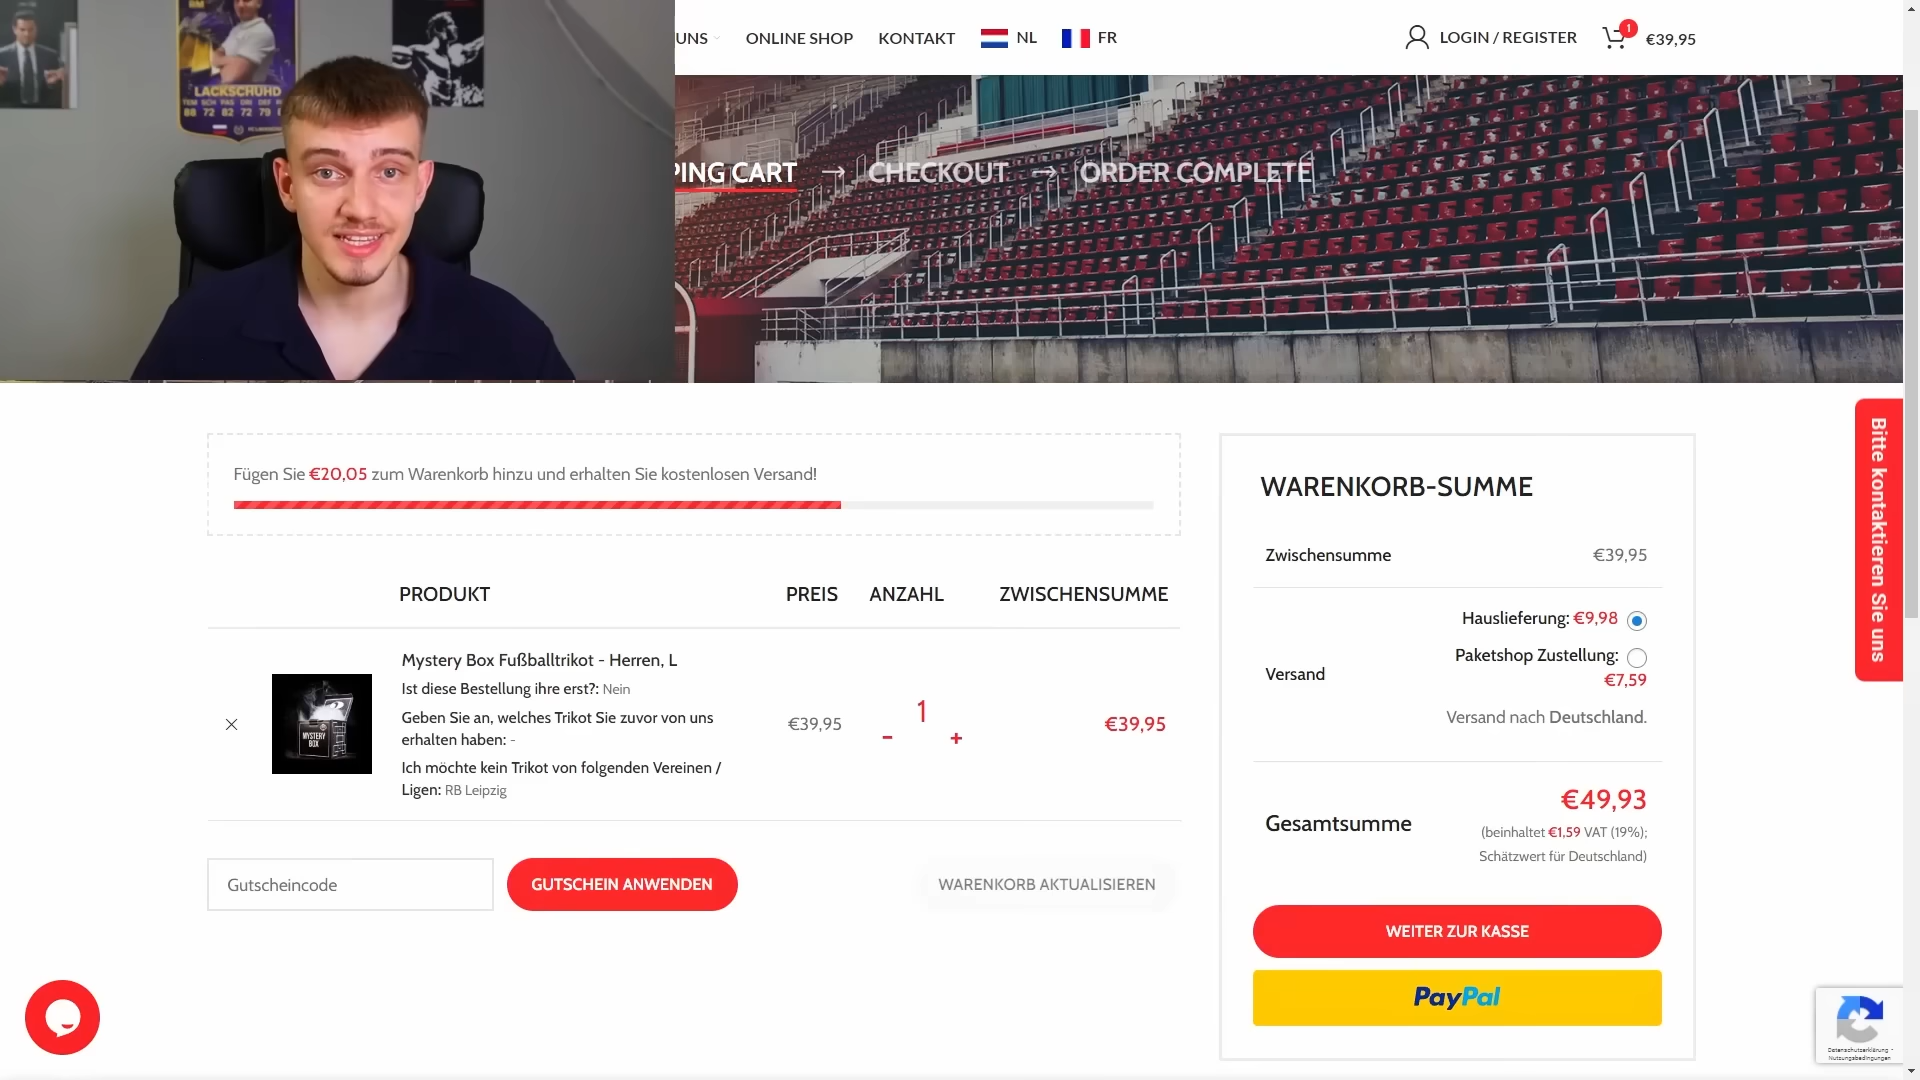 LACKSCHUHD
UNS
ONLINE SHOP
KONTAKT
NL
FR
LOGIN / REGISTER
1
€39,95
PING CART → CHECKOUT → ORDER COMPLETE
Fügen Sie €20,05 zum Warenkorb hinzu und erhalten Sie kostenlosen Versand!
PRODUKT PREIS ANZAHL ZWISCHENSUMME
MYSTERY
BOX
Mystery Box Fußballtrikot - Herren, L
Ist diese Bestellung ihre erst?: Nein
Geben Sie an, welches Trikot Sie zuvor von uns
erhalten haben: -
Ich möchte kein Trikot von folgenden Vereinen /
Ligen: RB Leipzig
€39,95
- 1 +
€39,95
Gutscheincode
GUTSCHEIN ANWENDEN
WARENKORB AKTUALISIEREN
WARENKORB-SUMME
Zwischensumme €39,95
Versand
Hauslieferung: €9,98
Paketshop Zustellung:
€7,59
Versand nach Deutschland.
Gesamtsumme
€49,93
(beinhaltet €1,59 VAT (19%);
Schätzwert für Deutschland)
WEITER ZUR KASSE
PayPal
Bitte kontaktieren Sie uns
Datenschutzerklärung -
Nutzungsbedingungen